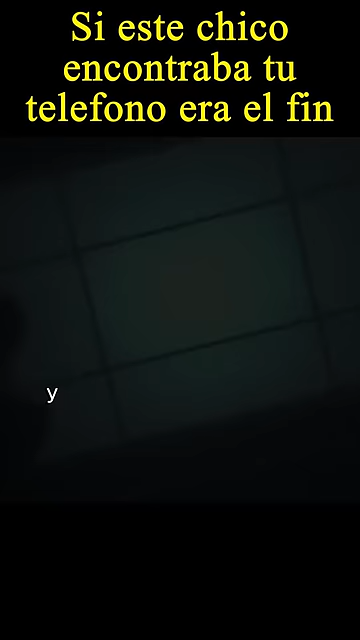 Si este chico
encontraba tu
telefono era el fin
y